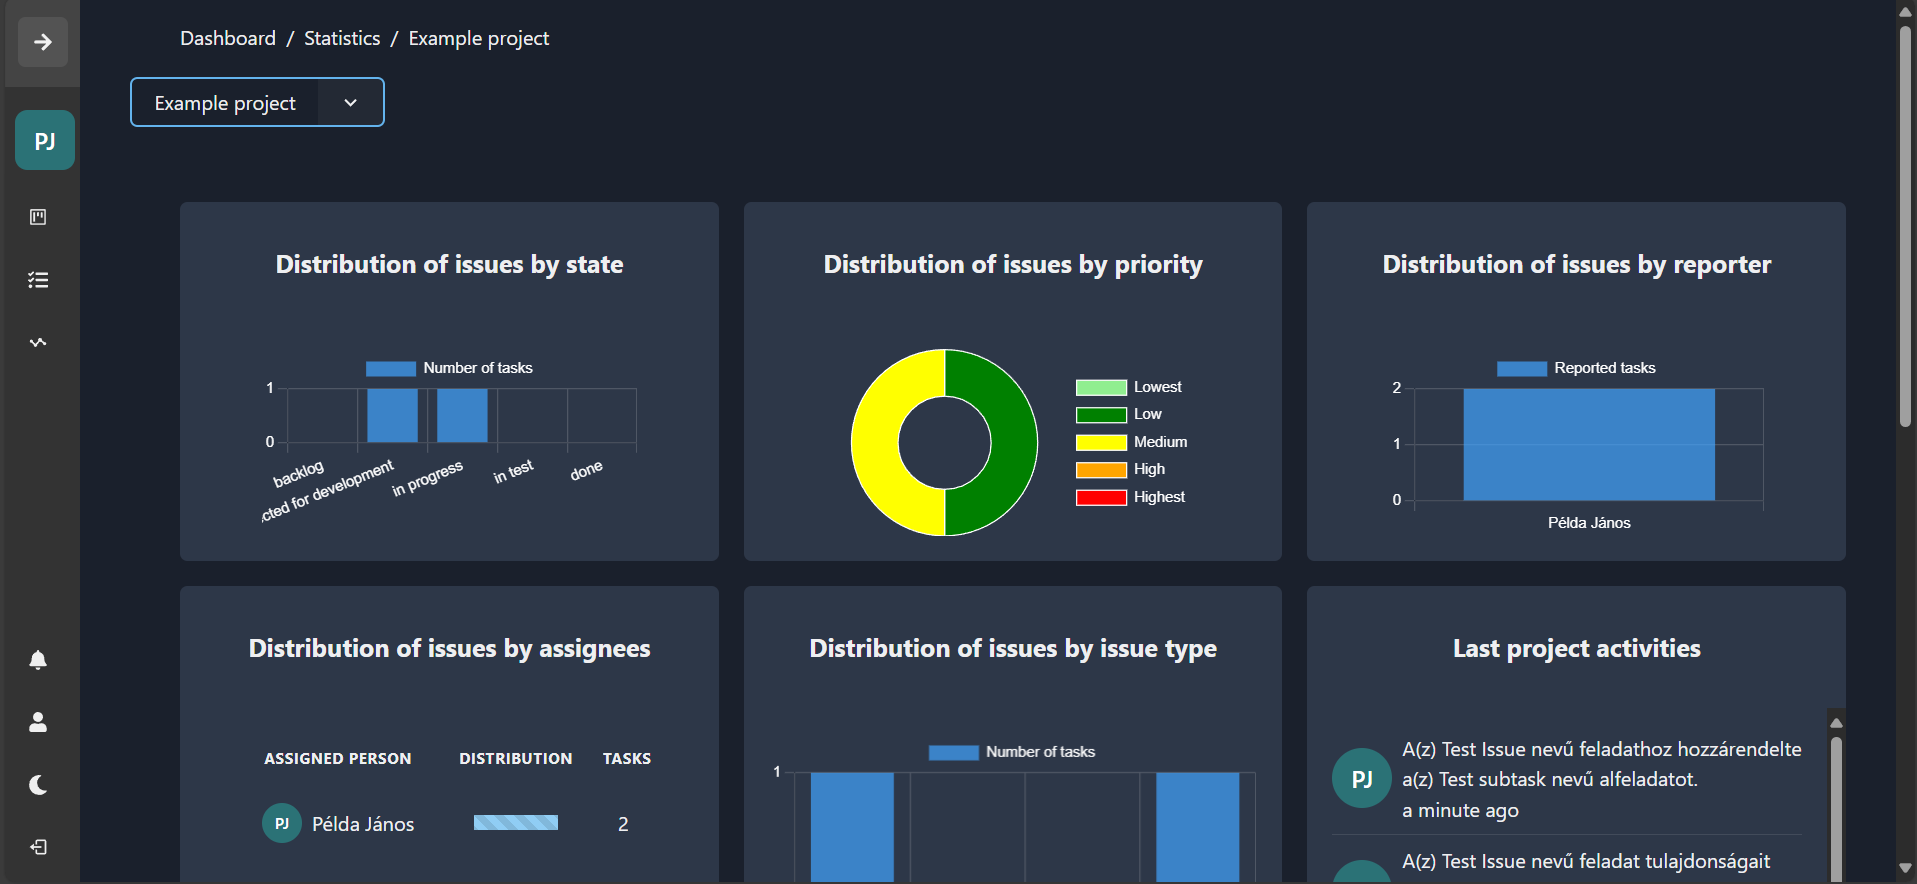 Dashboard / Statistics / Example project
Example project
PJ
Distribution of issues by state
Number of tasks
1
0
backlog
cted for development
in progress
in test
done
Distribution of issues by priority
Lowest
Low
Medium
High
Highest
Distribution of issues by reporter
Reported tasks
2
1
0
Példa János
Distribution of issues by assignees
ASSIGNED PERSON DISTRIBUTION TASKS
PJ Példa János 2
Distribution of issues by issue type
Number of tasks
1
Last project activities
PJ
A(z) Test Issue nevű feladathoz hozzárendelte
a(z) Test subtask nevű alfeladatot.
a minute ago
A(z) Test Issue nevű feladat tulajdonságait